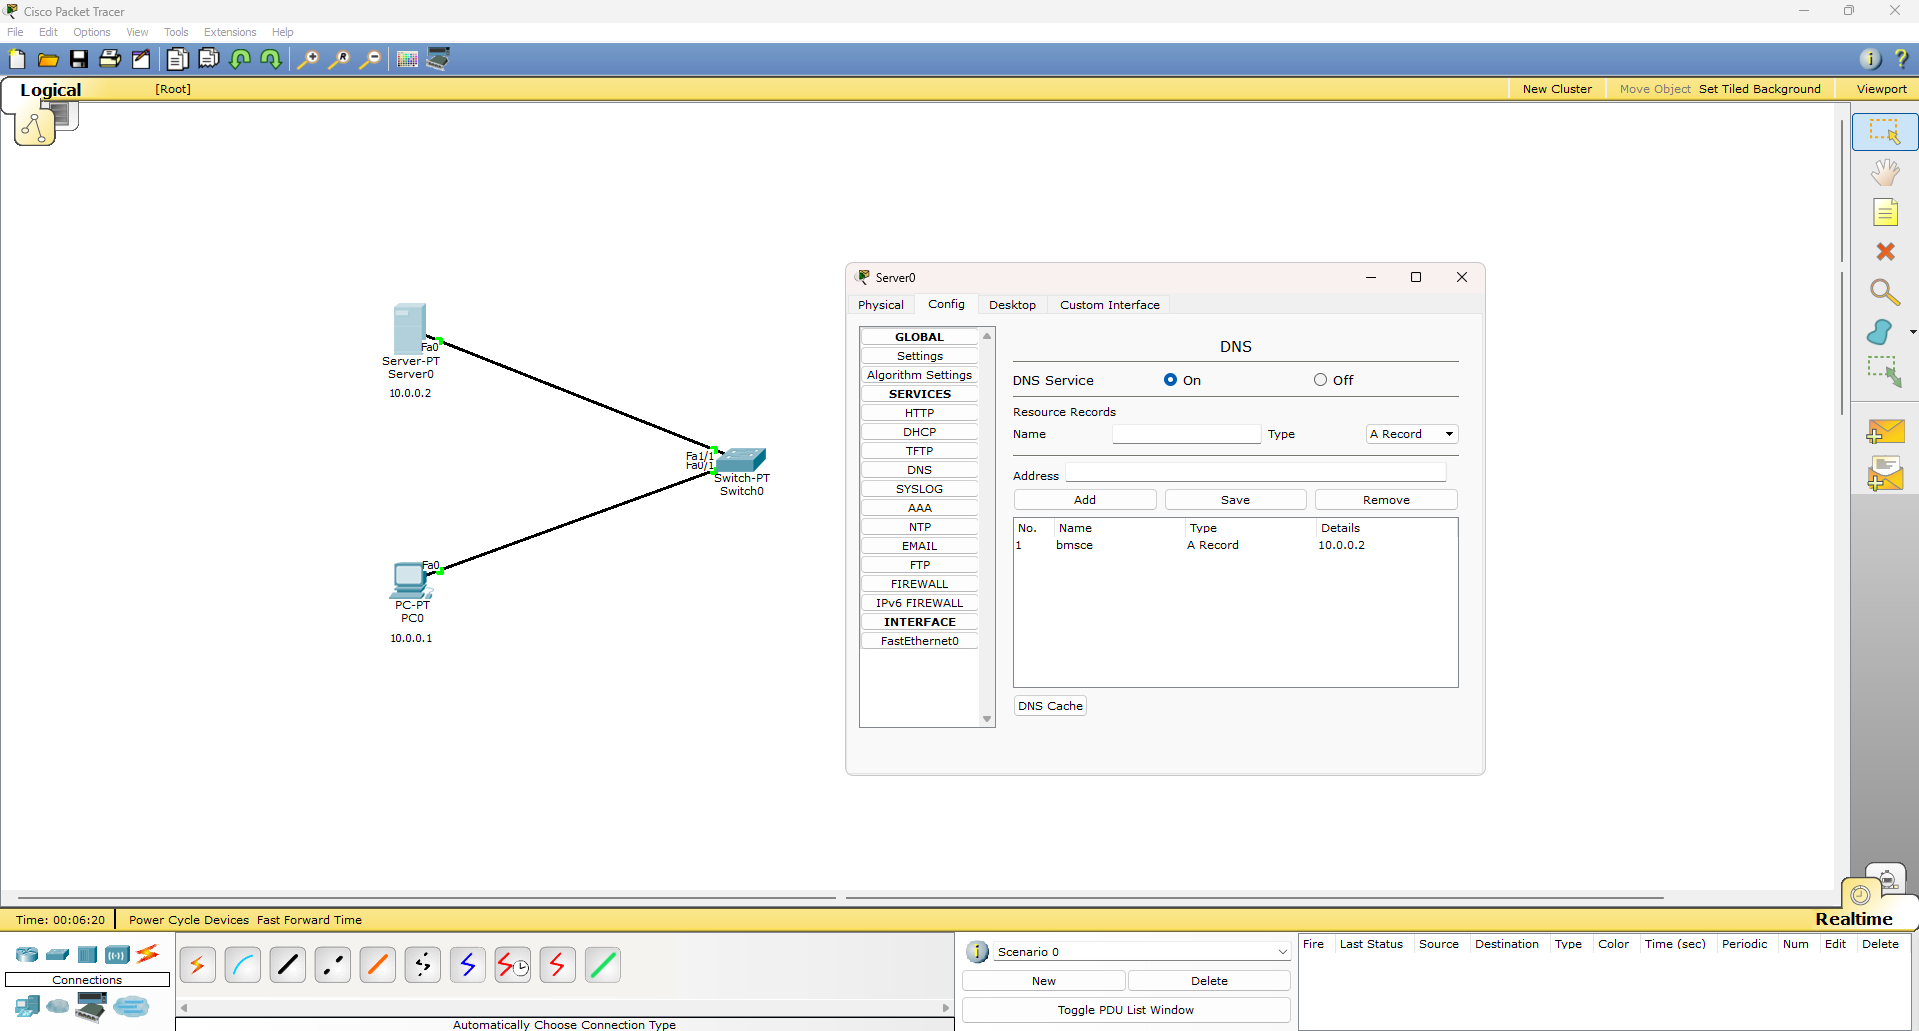 Cisco Packet Tracer
File Edit Options View Tools Extensions Help
Logical [Root] New Cluster Move Object Set Tiled Background Viewport
Fa0
Server-PT
Server0
10.0.0.2
Fa1/1
Fa0/1
Switch-PT
Switch0
Fa0
PC-PT
PC0
10.0.0.1
Server0
Physical Config Desktop Custom Interface
GLOBAL
Settings
Algorithm Settings
SERVICES
HTTP
DHCP
TFTP
DNS
SYSLOG
AAA
NTP
EMAIL
FTP
FIREWALL
IPv6 FIREWALL
INTERFACE
FastEthernet0
DNS
DNS Service On Off
Resource Records
Name Type A Record
Address
Add Save Remove
No. Name Type Details
1 bmsce A Record 10.0.0.2
DNS Cache
Time: 00:06:20 Power Cycle Devices Fast Forward Time Realtime
Connections
Automatically Choose Connection Type
Scenario 0
New Delete
Toggle PDU List Window
Fire Last Status Source Destination Type Color Time (sec) Periodic Num Edit Delete